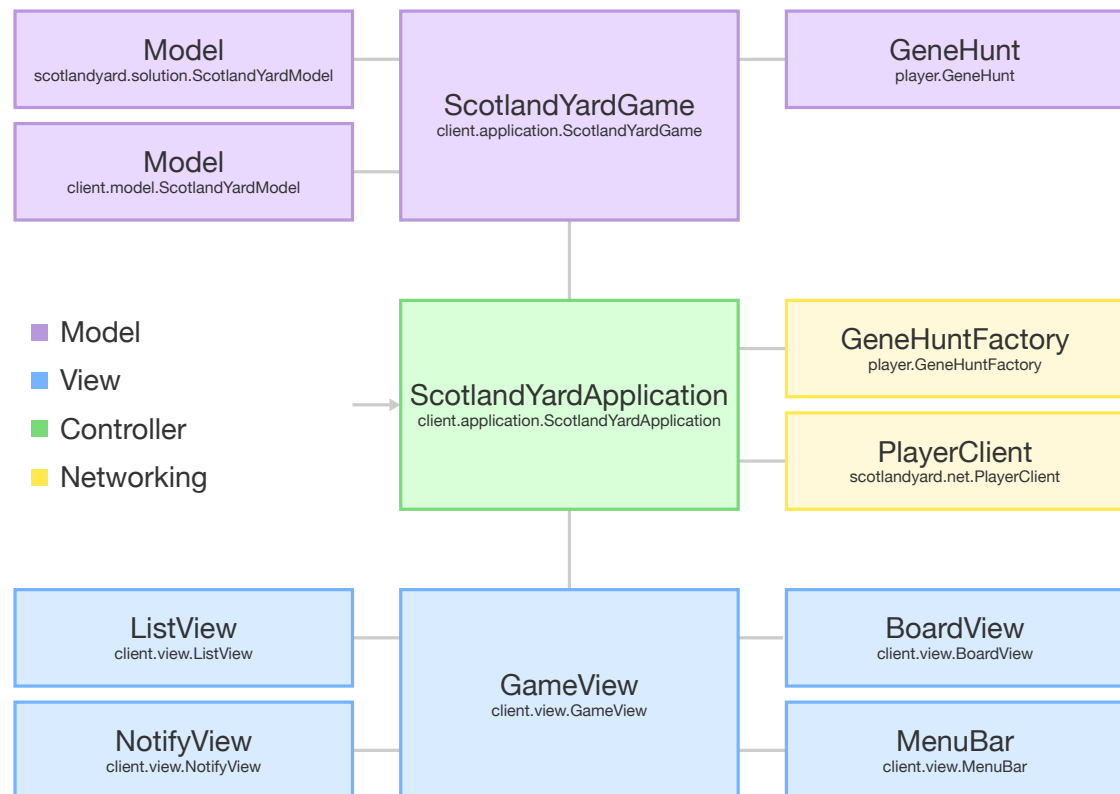 Model
scotlandyard.solution.ScotlandYardModel
Model
client.model.ScotlandYardModel
ScotlandYardGame
client.application.ScotlandYardGame
GeneHunt
player.GeneHunt
Model
View
Controller
Networking
ScotlandYardApplication
client.application.ScotlandYardApplication
GeneHuntFactory
player.GeneHuntFactory
PlayerClient
scotlandyard.net.PlayerClient
ListView
client.view.ListView
NotifyView
client.view.NotifyView
GameView
client.view.GameView
BoardView
client.view.BoardView
MenuBar
client.view.MenuBar